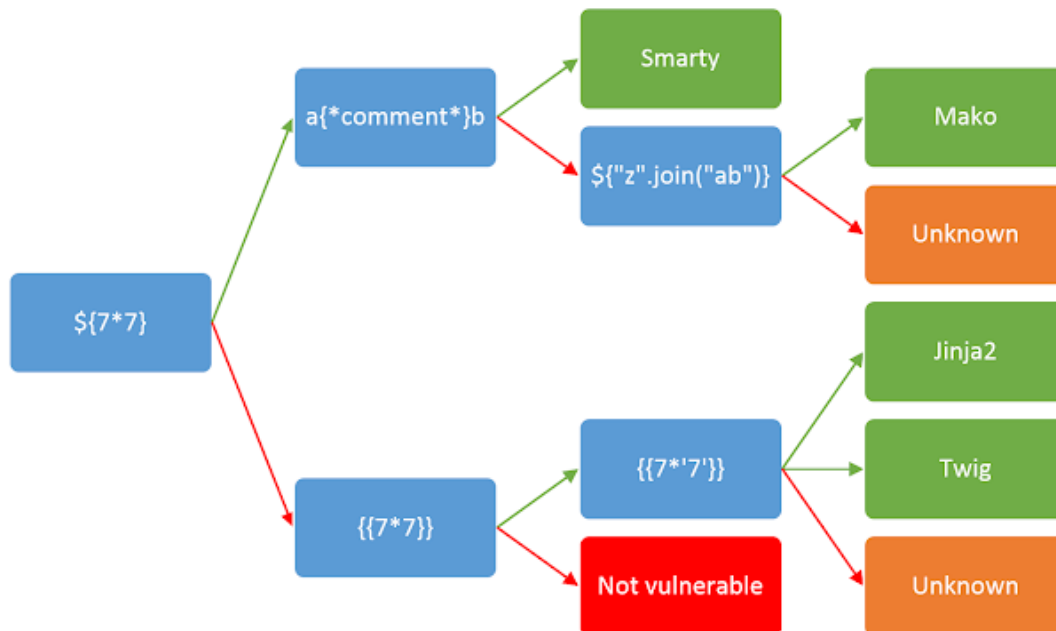 Smarty
a{*comment*}b
Mako
${"z".join("ab")}
Unknown
${7*7}
Jinja2
{{7*'7'}}
Twig
{{7*7}}
Not vulnerable
Unknown